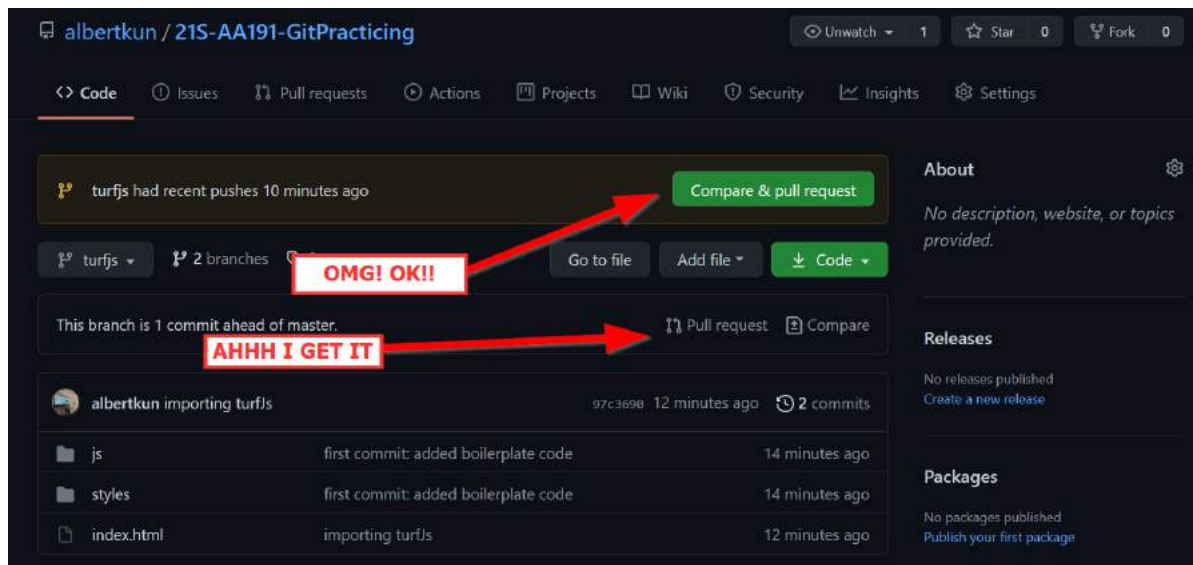 albertkun / 21S-AA191-GitPracticing
Unwatch 1 Star 0 Fork 0
Code Issues Pull requests Actions Projects Wiki Security Insights Settings
turfjs had recent pushes 10 minutes ago Compare & pull request
turfjs 2 branches Go to file Add file Code
OMG! OK!!
This branch is 1 commit ahead of master. Pull request Compare
AHHH I GET IT
albertkun importing turfJs 97c3690 12 minutes ago 2 commits
js first commit: added boilerplate code 14 minutes ago
styles first commit: added boilerplate code 14 minutes ago
index.html importing turfJs 12 minutes ago
About
No description, website, or topics
provided.
Releases
No releases published
Create a new release
Packages
No packages published
Publish your first package